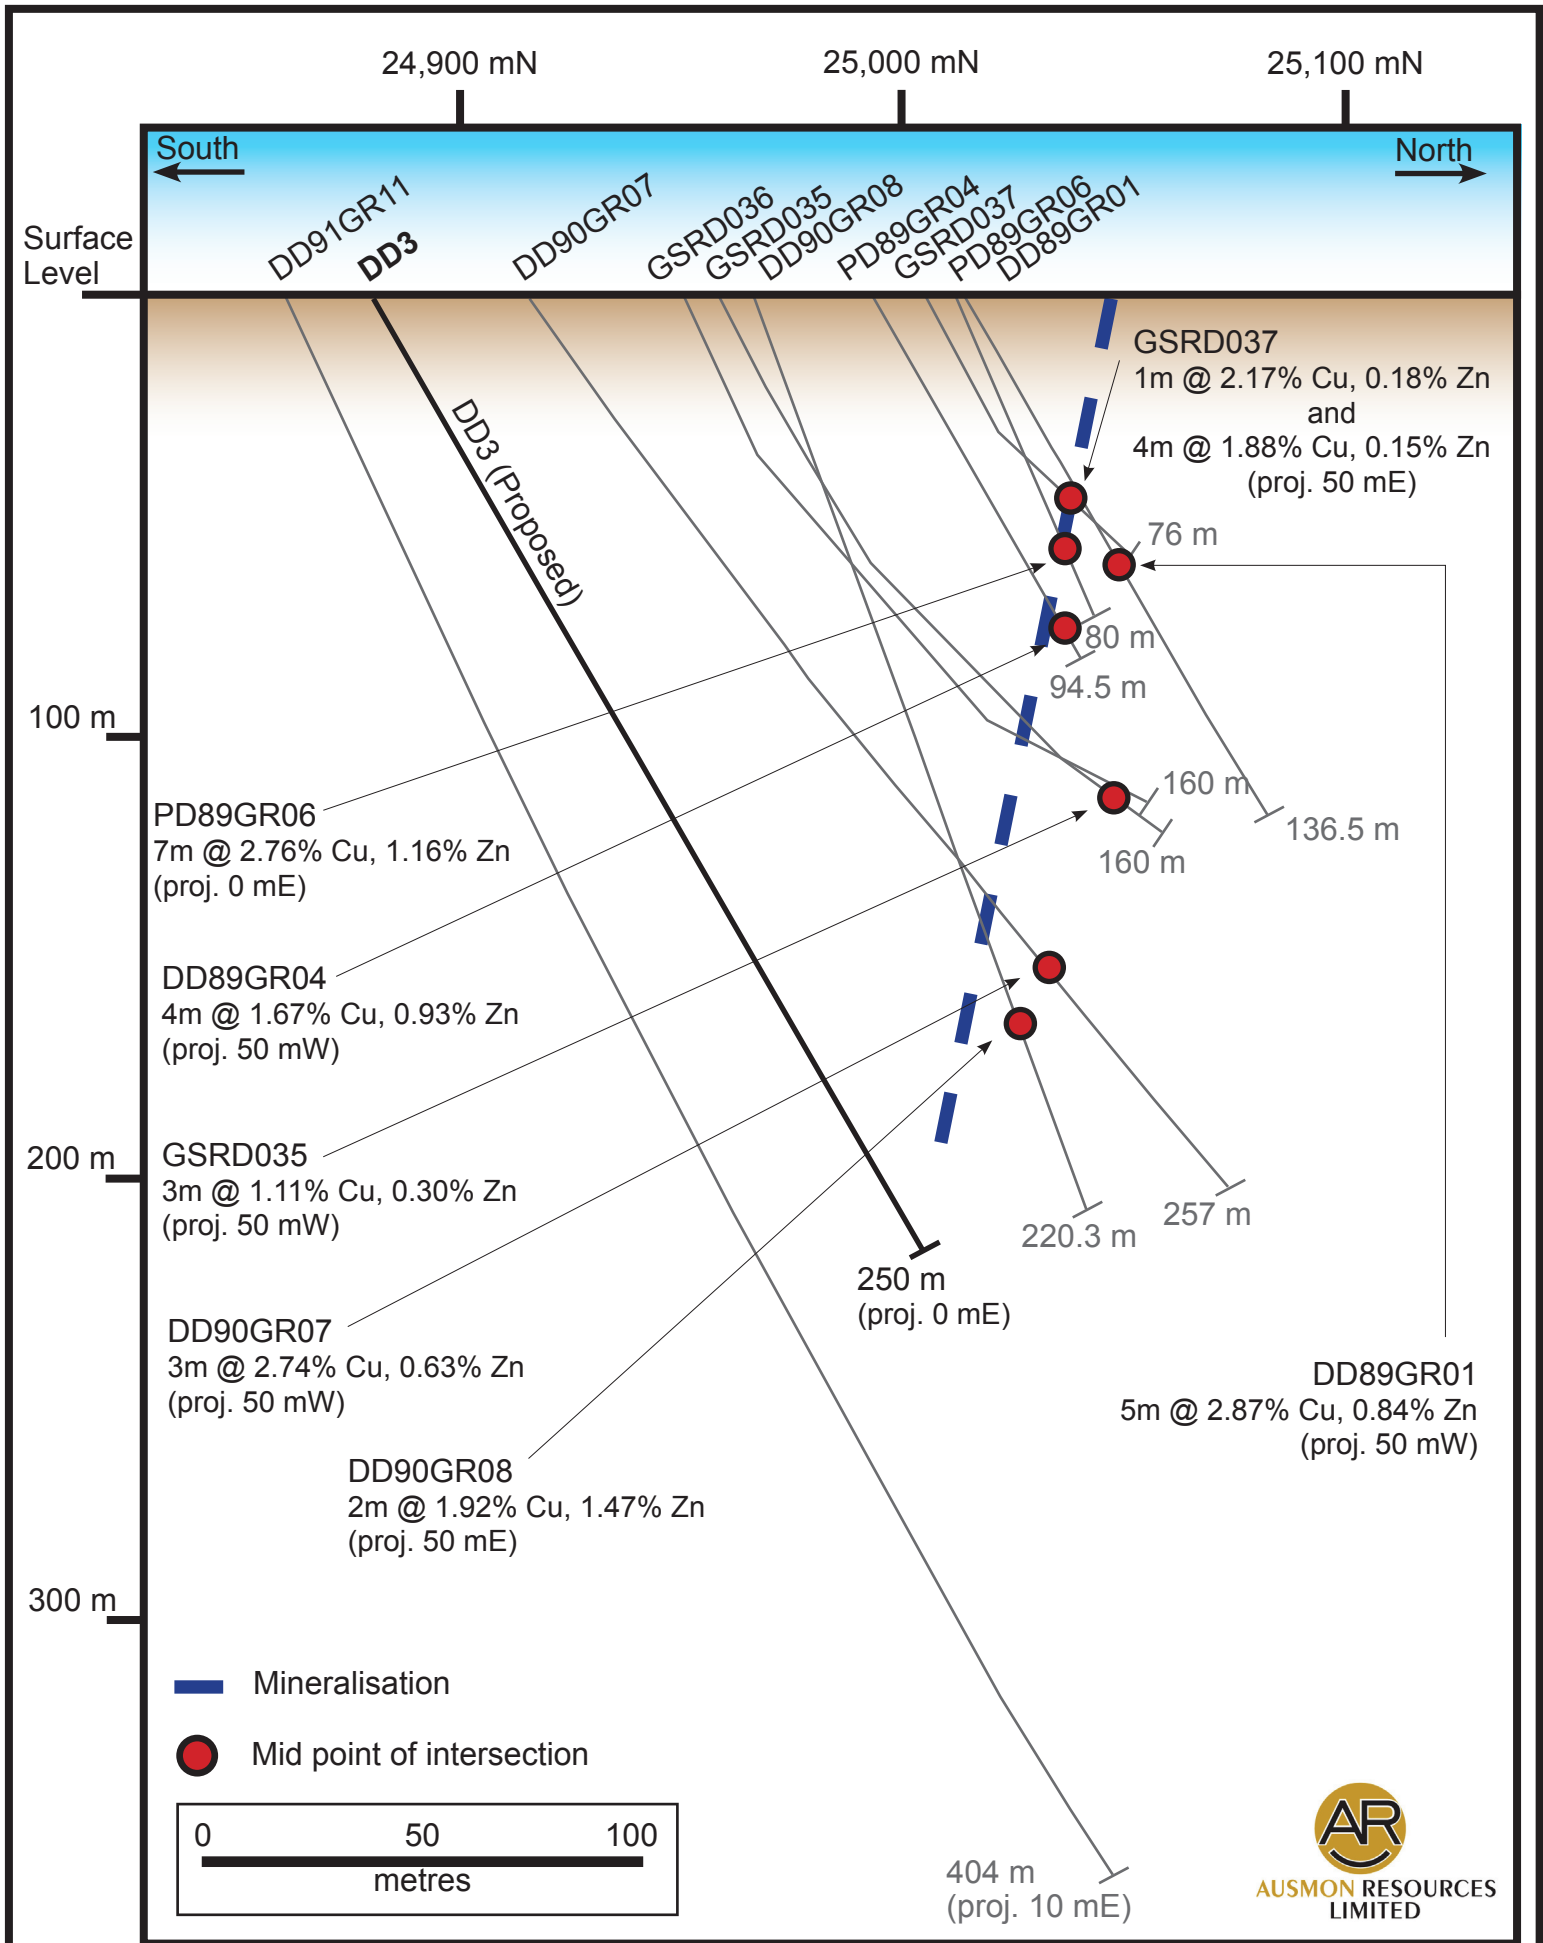 24,900 mN
25,000 mN
25,100 mN
South
North
Surface
Level
DD91GR11
DD3
DD90GR07
GSRD036
GSRD035
DD90GR08
PD89GR04
GSRD037
PD89GR06
DD89GR01
GSRD037
1m @ 2.17% Cu, 0.18% Zn
and
4m @ 1.88% Cu, 0.15% Zn
(proj. 50 mE)
DD3 (Proposed)
76 m
80 m
94.5 m
100 m
160 m
136.5 m
160 m
PD89GR06
7m @ 2.76% Cu, 1.16% Zn
(proj. 0 mE)
DD89GR04
4m @ 1.67% Cu, 0.93% Zn
(proj. 50 mW)
200 m
GSRD035
3m @ 1.11% Cu, 0.30% Zn
(proj. 50 mW)
220.3 m
257 m
250 m
(proj. 0 mE)
DD90GR07
3m @ 2.74% Cu, 0.63% Zn
(proj. 50 mW)
DD89GR01
5m @ 2.87% Cu, 0.84% Zn
(proj. 50 mW)
DD90GR08
2m @ 1.92% Cu, 1.47% Zn
(proj. 50 mE)
300 m
Mineralisation
Mid point of intersection
0 50 100
metres
404 m
(proj. 10 mE)
AR
AUSMON RESOURCES
LIMITED